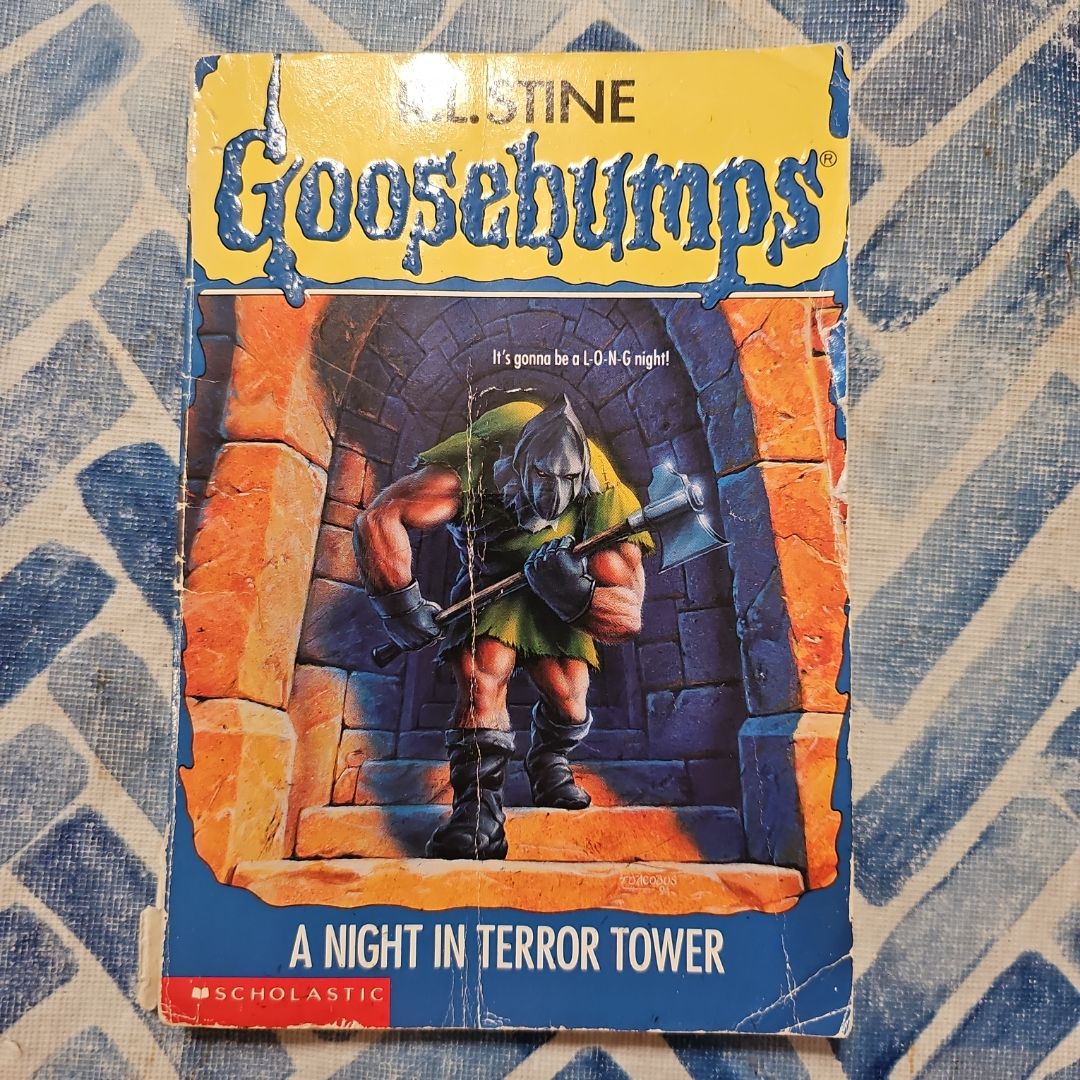 R.L. STINE
Goosebumps®
It's gonna be a L-O-N-G night!
A NIGHT IN TERROR TOWER
SCHOLASTIC